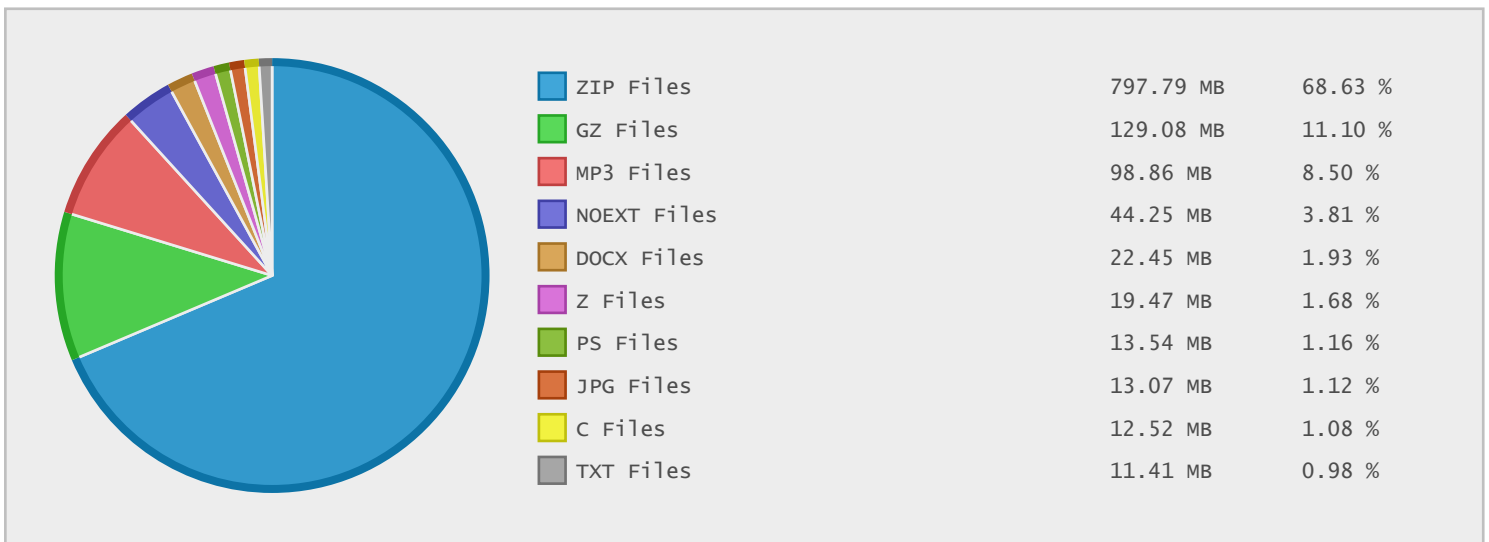 ZIP Files 797.79 MB 68.63 %
GZ Files 129.08 MB 11.10 %
MP3 Files 98.86 MB 8.50 %
NOEXT Files 44.25 MB 3.81 %
DOCX Files 22.45 MB 1.93 %
Z Files 19.47 MB 1.68 %
PS Files 13.54 MB 1.16 %
JPG Files 13.07 MB 1.12 %
C Files 12.52 MB 1.08 %
TXT Files 11.41 MB 0.98 %